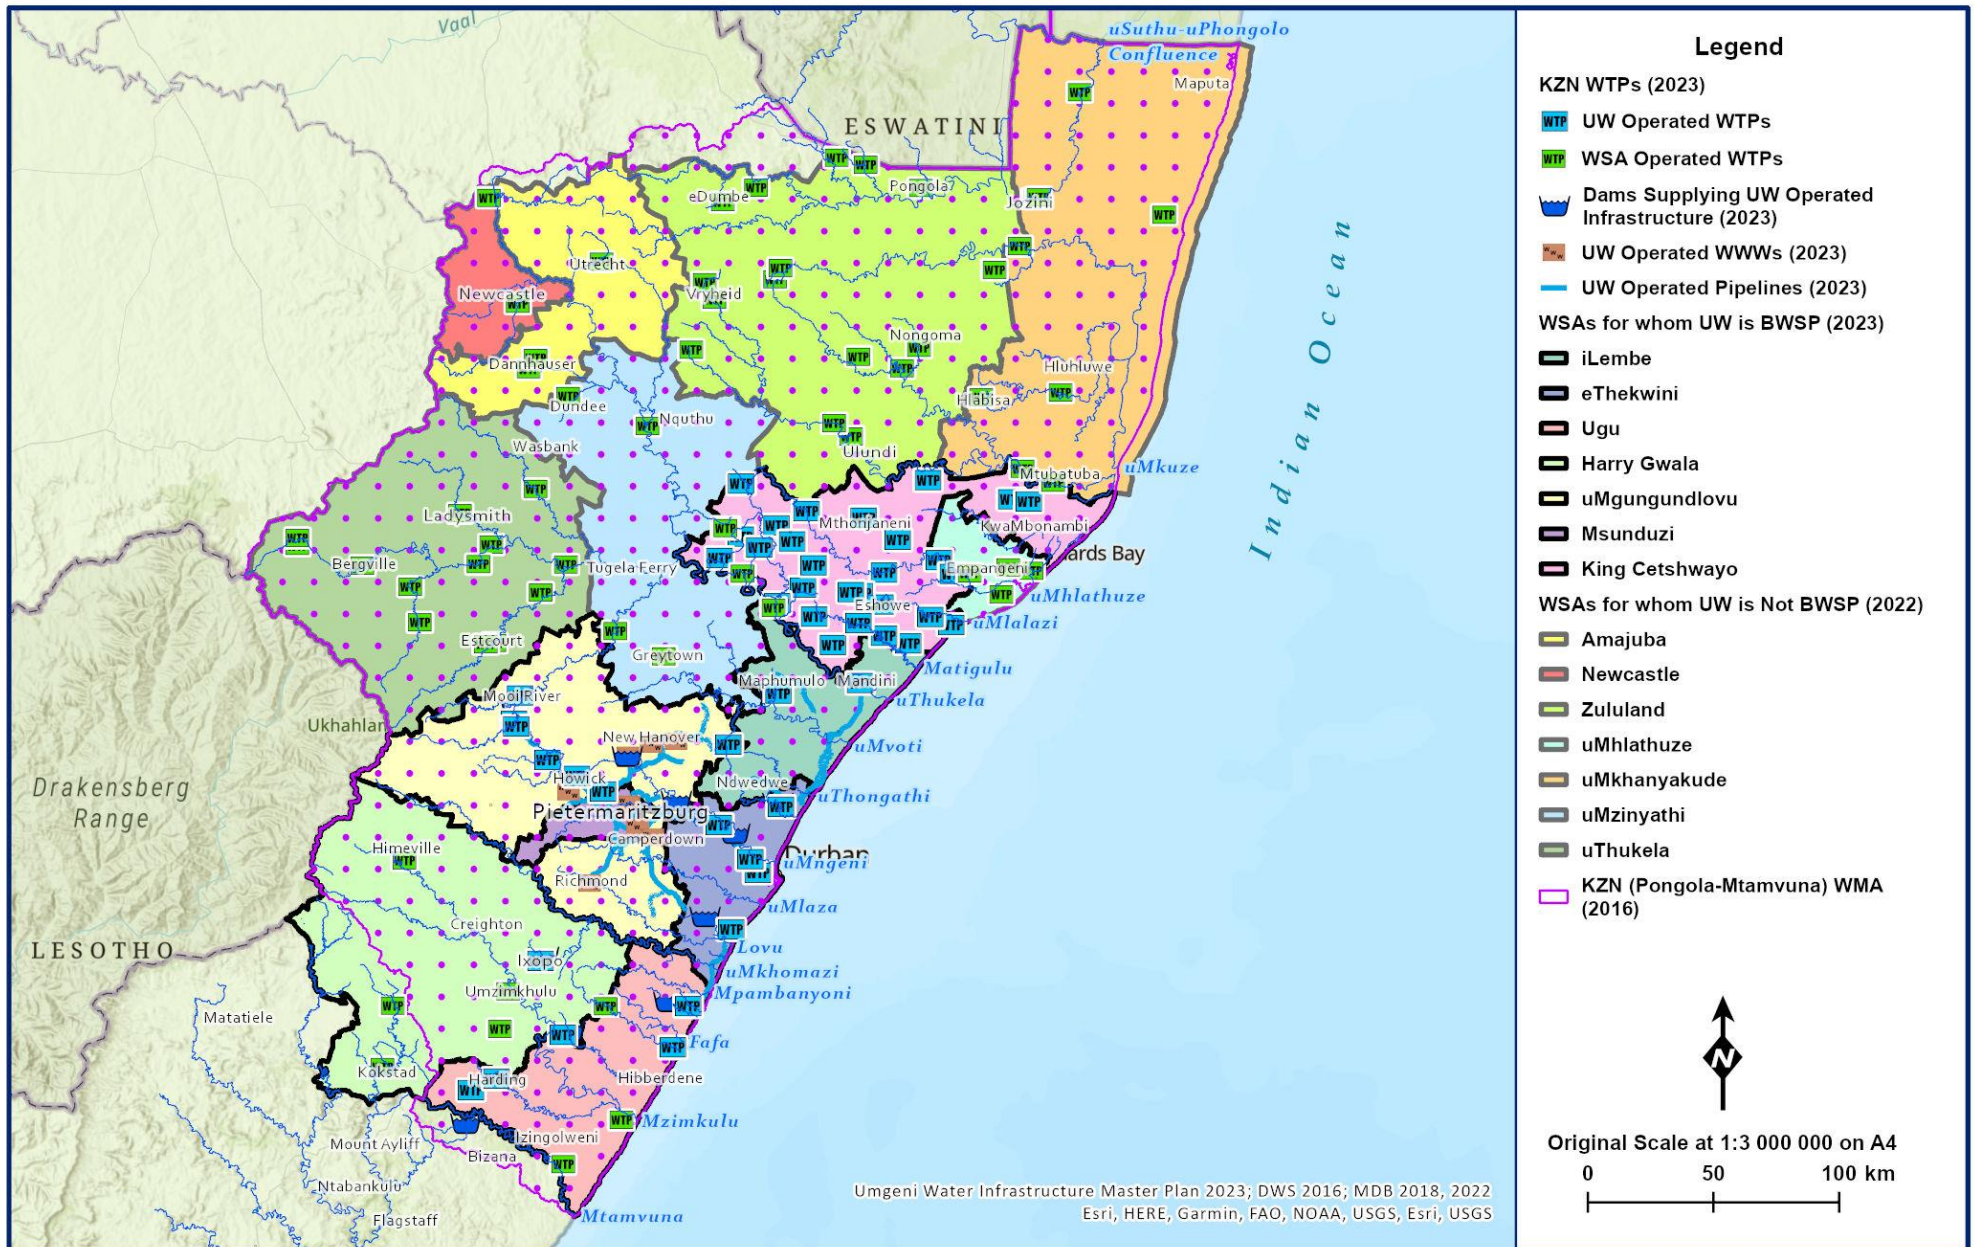 Vaal
uSuthu-uPhongolo
Confluence
Maputa
ESWATINI
eDumbe
Pongola
Jozini
Utrecht
Newcastle
Vryheid
Nongoma
Dannhauser
Hluhluwe
Hlabisa
Dundee
Nquthu
Wasbank
Ulundi
Mtubatuba
uMkuze
Indian Ocean
Ladysmith
Mthonjaneni
KwaMbonambi
ards Bay
Bergville
Tugela Ferry
Empangeni
uMhlathuze
Eshowe
uMlalazi
Estcourt
Greytown
Matigulu
Maphumulo
Mandini
Mooi River
uThukela
Ukhahlan
New Hanover
uMvoti
Howick
Ndwedwe
Drakensberg
Range
uThongathi
Pietermaritzburg
Camperdown
Himeville
Durban
uMngeni
Richmond
uMlaza
Creighton
LESOTHO
Lovu
Ixopo
uMkhomazi
Umzimkhulu
Mpambanyoni
Matatiele
Fafa
Kokstad
Harding
Hibberdene
Mzimkulu
Mount Ayliff
Izingolweni
Bizana
Ntabankulu
Flagstaff
Mtamvuna
Umgeni Water Infrastructure Master Plan 2023; DWS 2016; MDB 2018, 2022
Esri, HERE, Garmin, FAO, NOAA, USGS, Esri, USGS
Legend
KZN WTPs (2023)
WTP UW Operated WTPs
WTP WSA Operated WTPs
Dams Supplying UW Operated
Infrastructure (2023)
UW Operated WWWs (2023)
UW Operated Pipelines (2023)
WSAs for whom UW is BWSP (2023)
iLembe
eThekwini
Ugu
Harry Gwala
uMgungundlovu
Msunduzi
King Cetshwayo
WSAs for whom UW is Not BWSP (2022)
Amajuba
Newcastle
Zululand
uMhlathuze
uMkhanyakude
uMzinyathi
uThukela
KZN (Pongola-Mtamvuna) WMA
(2016)
N
Original Scale at 1:3 000 000 on A4
0 50 100 km